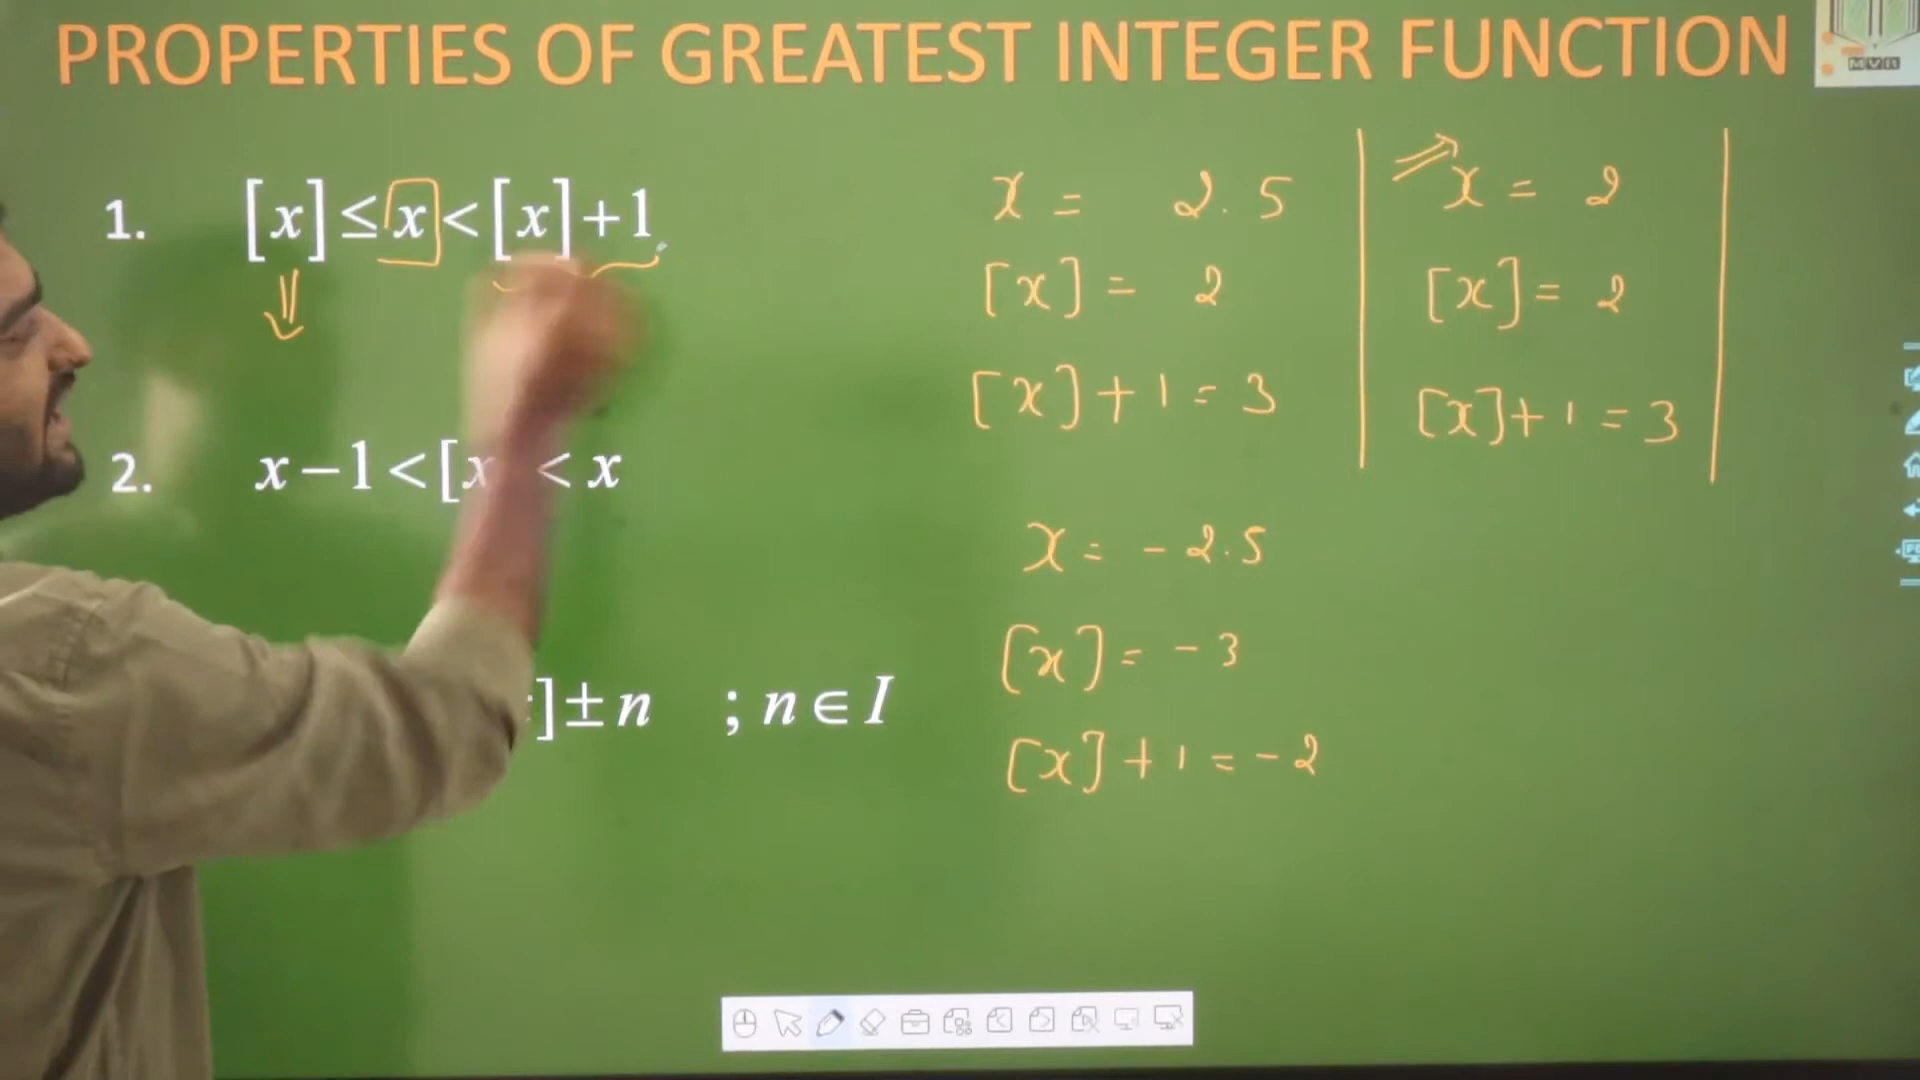 PROPERTIES OF GREATEST INTEGER FUNCTION
MVR
1. [x] ≤ x < [x] + 1
2. x − 1 < [x < x
] ± n ; n ∈ I
x = 2.5
[x] = 2
[x] + 1 = 3
x = 2
[x] = 2
[x] + 1 = 3
x = - 2.5
[x] = - 3
[x] + 1 = - 2